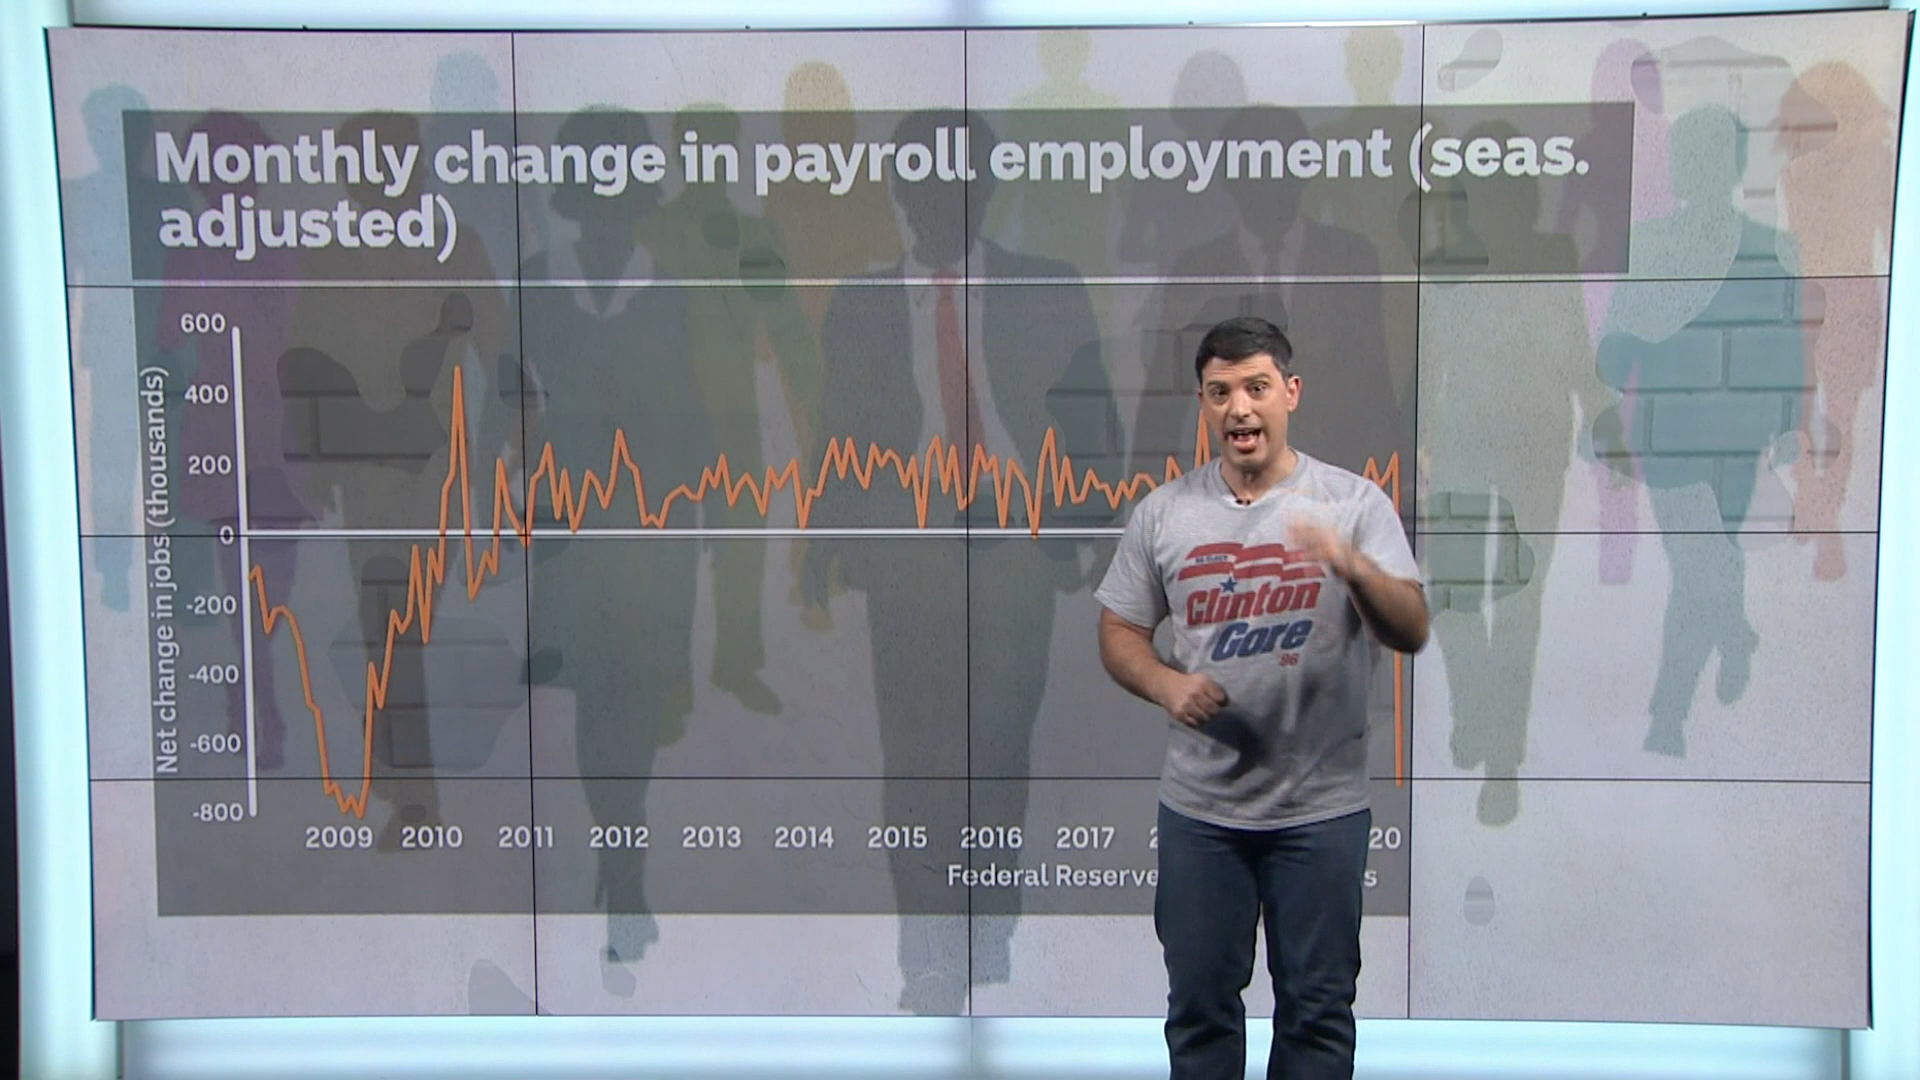 Monthly change in payroll employment (seas.
adjusted)
Net change in jobs (thousands)
600
400
200
0
-200
-400
-600
-800
2009 2010 2011 2012 2013 2014 2015 2016 2017 20
Federal Reserve
Clinton
Gore
'96